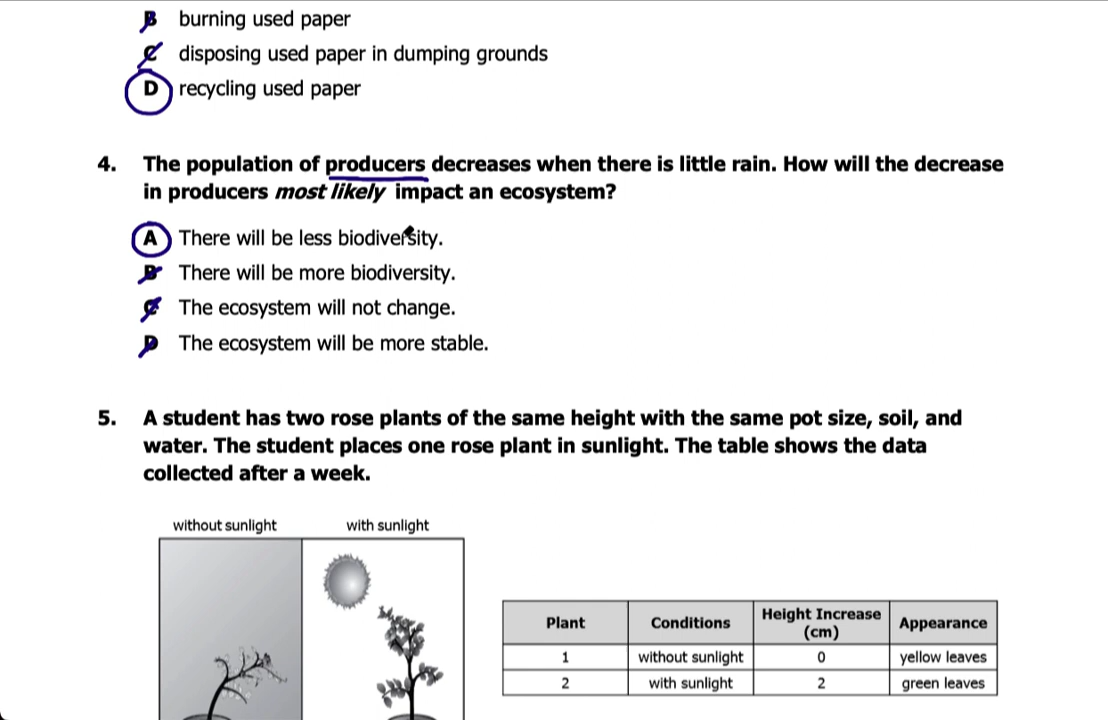 B burning used paper
C disposing used paper in dumping grounds
D recycling used paper
4. The population of producers decreases when there is little rain. How will the decrease
in producers most likely impact an ecosystem?
A There will be less biodiversity.
B There will be more biodiversity.
C The ecosystem will not change.
D The ecosystem will be more stable.
5. A student has two rose plants of the same height with the same pot size, soil, and
water. The student places one rose plant in sunlight. The table shows the data
collected after a week.
without sunlight with sunlight
Plant Conditions Height Increase (cm) Appearance
1 without sunlight 0 yellow leaves
2 with sunlight 2 green leaves